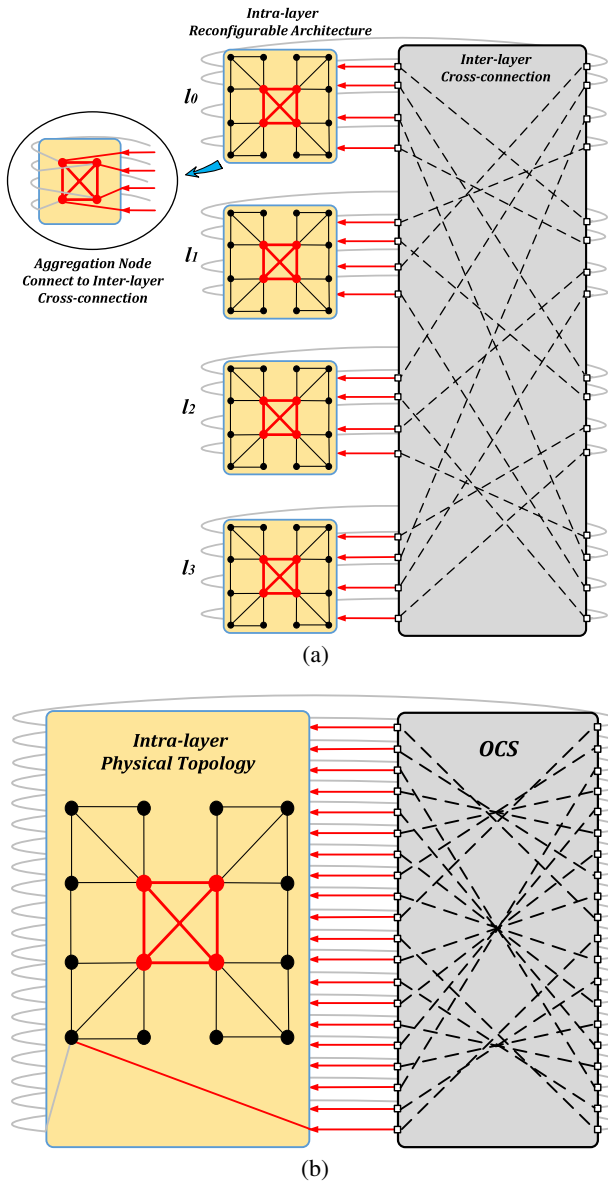 Intra-layer
Reconfigurable Architecture
Inter-layer
Cross-connection
l0
Aggregation Node
Connect to Inter-layer
Cross-connection
l1
l2
l3
(a)
Intra-layer
Physical Topology
OCS
(b)